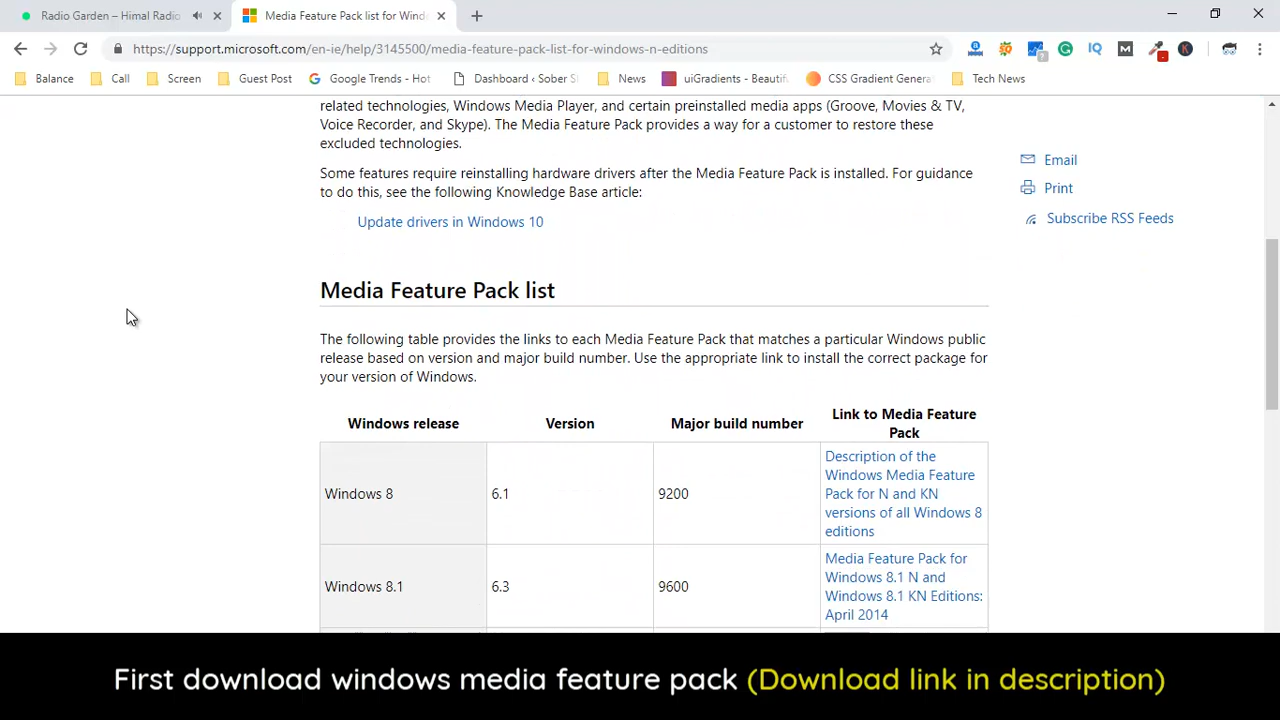 Radio Garden – Himal Radio
Media Feature Pack list for Wind
https://support.microsoft.com/en-ie/help/3145500/media-feature-pack-list-for-windows-n-editions
Balance
Call
Screen
Guest Post
Google Trends - Hot
Dashboard ‹ Sober S
News
uiGradients - Beautif
CSS Gradient Genera
Tech News
related technologies, Windows Media Player, and certain preinstalled media apps (Groove, Movies & TV,
Voice Recorder, and Skype). The Media Feature Pack provides a way for a customer to restore these
excluded technologies.
Some features require reinstalling hardware drivers after the Media Feature Pack is installed. For guidance
to do this, see the following Knowledge Base article:
Update drivers in Windows 10
Email
Print
Subscribe RSS Feeds
Media Feature Pack list
The following table provides the links to each Media Feature Pack that matches a particular Windows public
release based on version and major build number. Use the appropriate link to install the correct package for
your version of Windows.
Windows release
Version
Major build number
Link to Media Feature
Pack
Windows 8
6.1
9200
Description of the
Windows Media Feature
Pack for N and KN
versions of all Windows 8
editions
Windows 8.1
6.3
9600
Media Feature Pack for
Windows 8.1 N and
Windows 8.1 KN Editions:
April 2014
First download windows media feature pack (Download link in description)